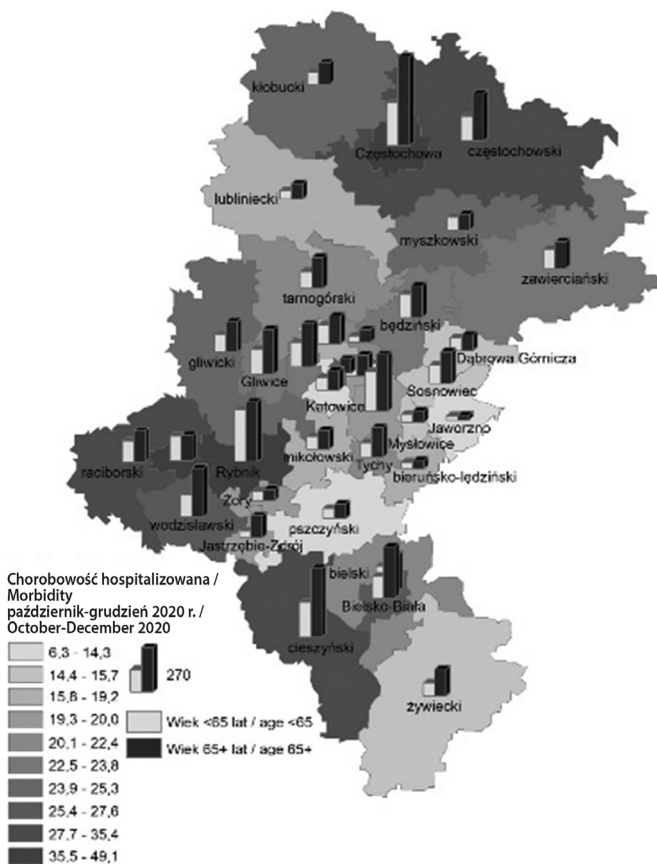 kłobucki
Częstochowa
częstochowski
lubliniecki
myszkowski
zawierciański
tarnogórski
będziński
gliwicki
Gliwice
Dąbrowa Górnicza
Sosnowiec
Katowice
Jaworzno
Mysłowice
raciborski
Rybnik
mikołowski
Tychy
bieruńsko-lędziński
Żory
wodzisławski
pszczyński
Jastrzębie-Zdrój
bielski
Bielsko-Biała
cieszyński
żywiecki
Chorobowość hospitalizowana /
Morbidity
październik-grudzień 2020 r. /
October-December 2020
6,3 - 14,3
14,4 - 15,7
15,8 - 19,2
19,3 - 20,0
20,1 - 22,4
22,5 - 23,8
23,9 - 25,3
25,4 - 27,6
27,7 - 35,4
35,5 - 49,1
270
Wiek <65 lat / age <65
Wiek 65+ lat / age 65+